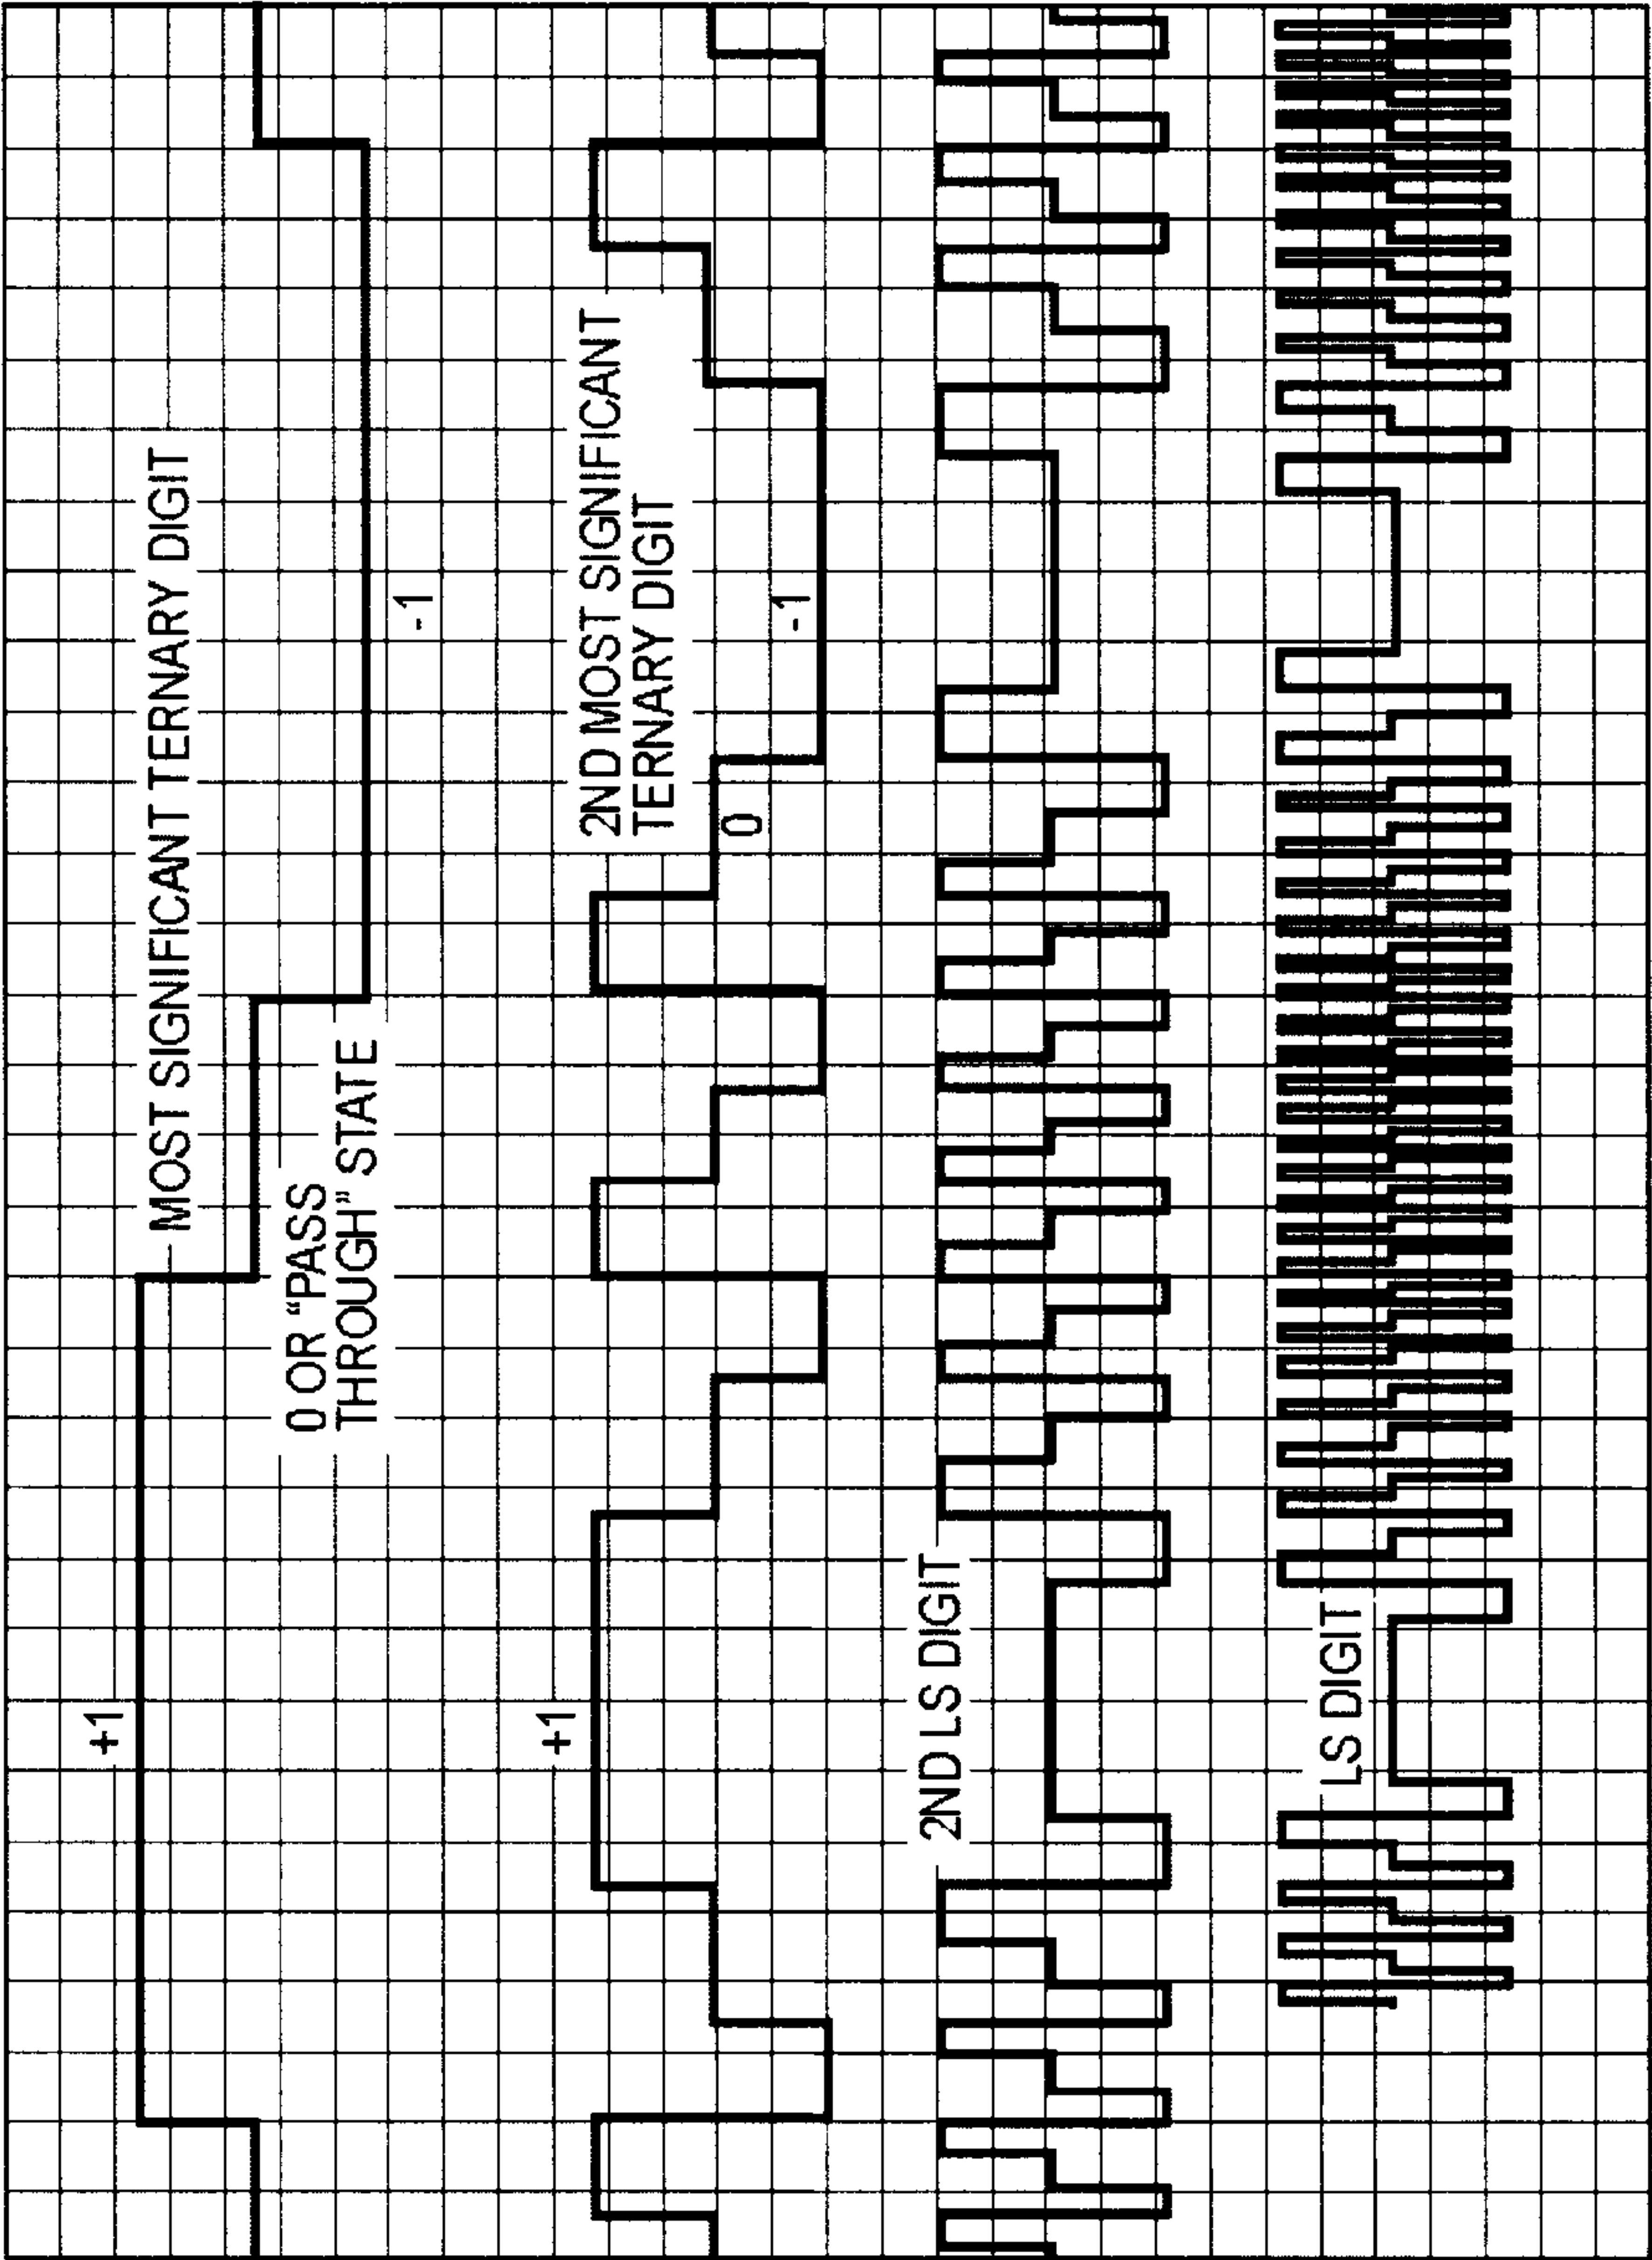 MOST SIGNIFICANT TERNARY DIGIT
+1
0 OR "PASS
THROUGH" STATE
-1
2ND MOST SIGNIFICANT
TERNARY DIGIT
+1
0
-1
2ND LS DIGIT
LS DIGIT